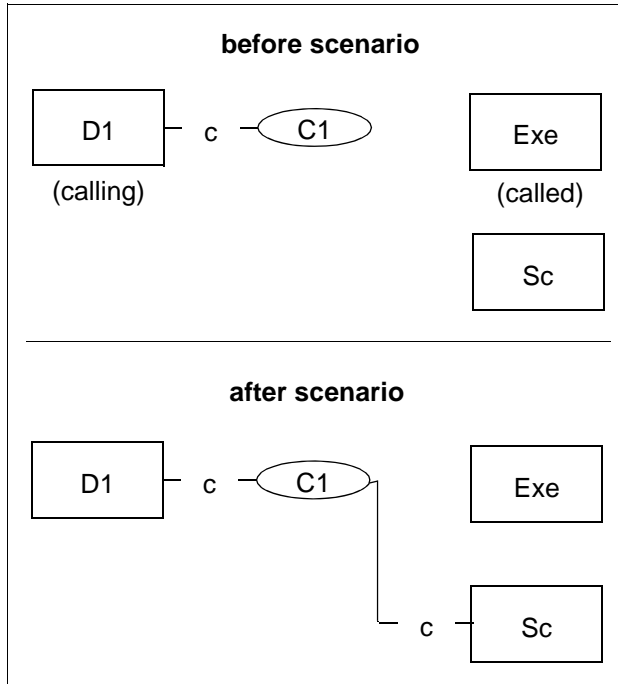 before scenario
D1 c C1 Exe
(calling) (called)
Sc
after scenario
D1 c C1 Exe
c Sc